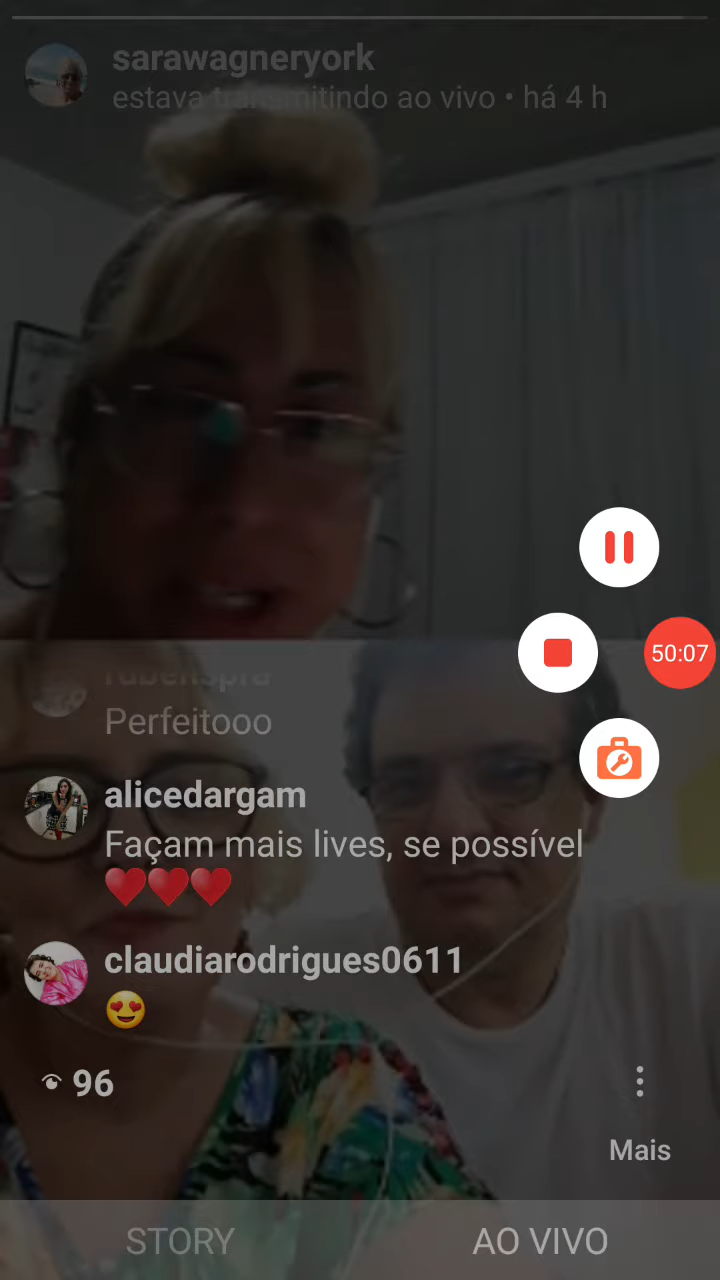 sarawagneryork
estava transmitindo ao vivo • há 4 h
50:07
rubenspra
Perfeitooo
alicedargam
Façam mais lives, se possível
❤️❤️❤️
claudiarodrigues0611
😍
96
Mais
STORY
AO VIVO